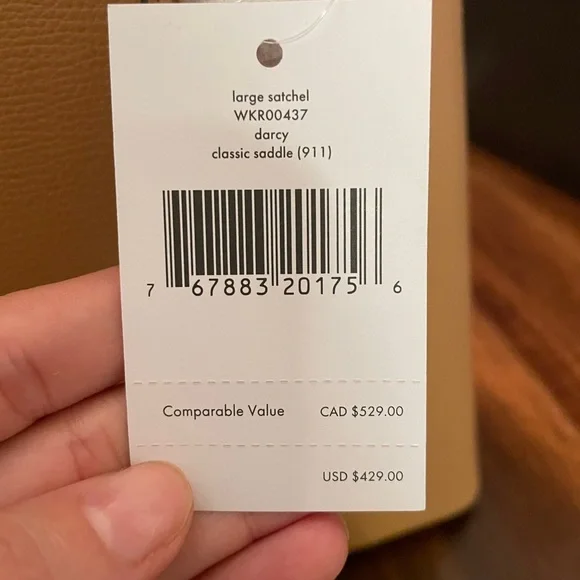 large satchel
WKR00437
darcy
classic saddle (911)
7 67883 20175 6
Comparable Value CAD $529.00
USD $429.00